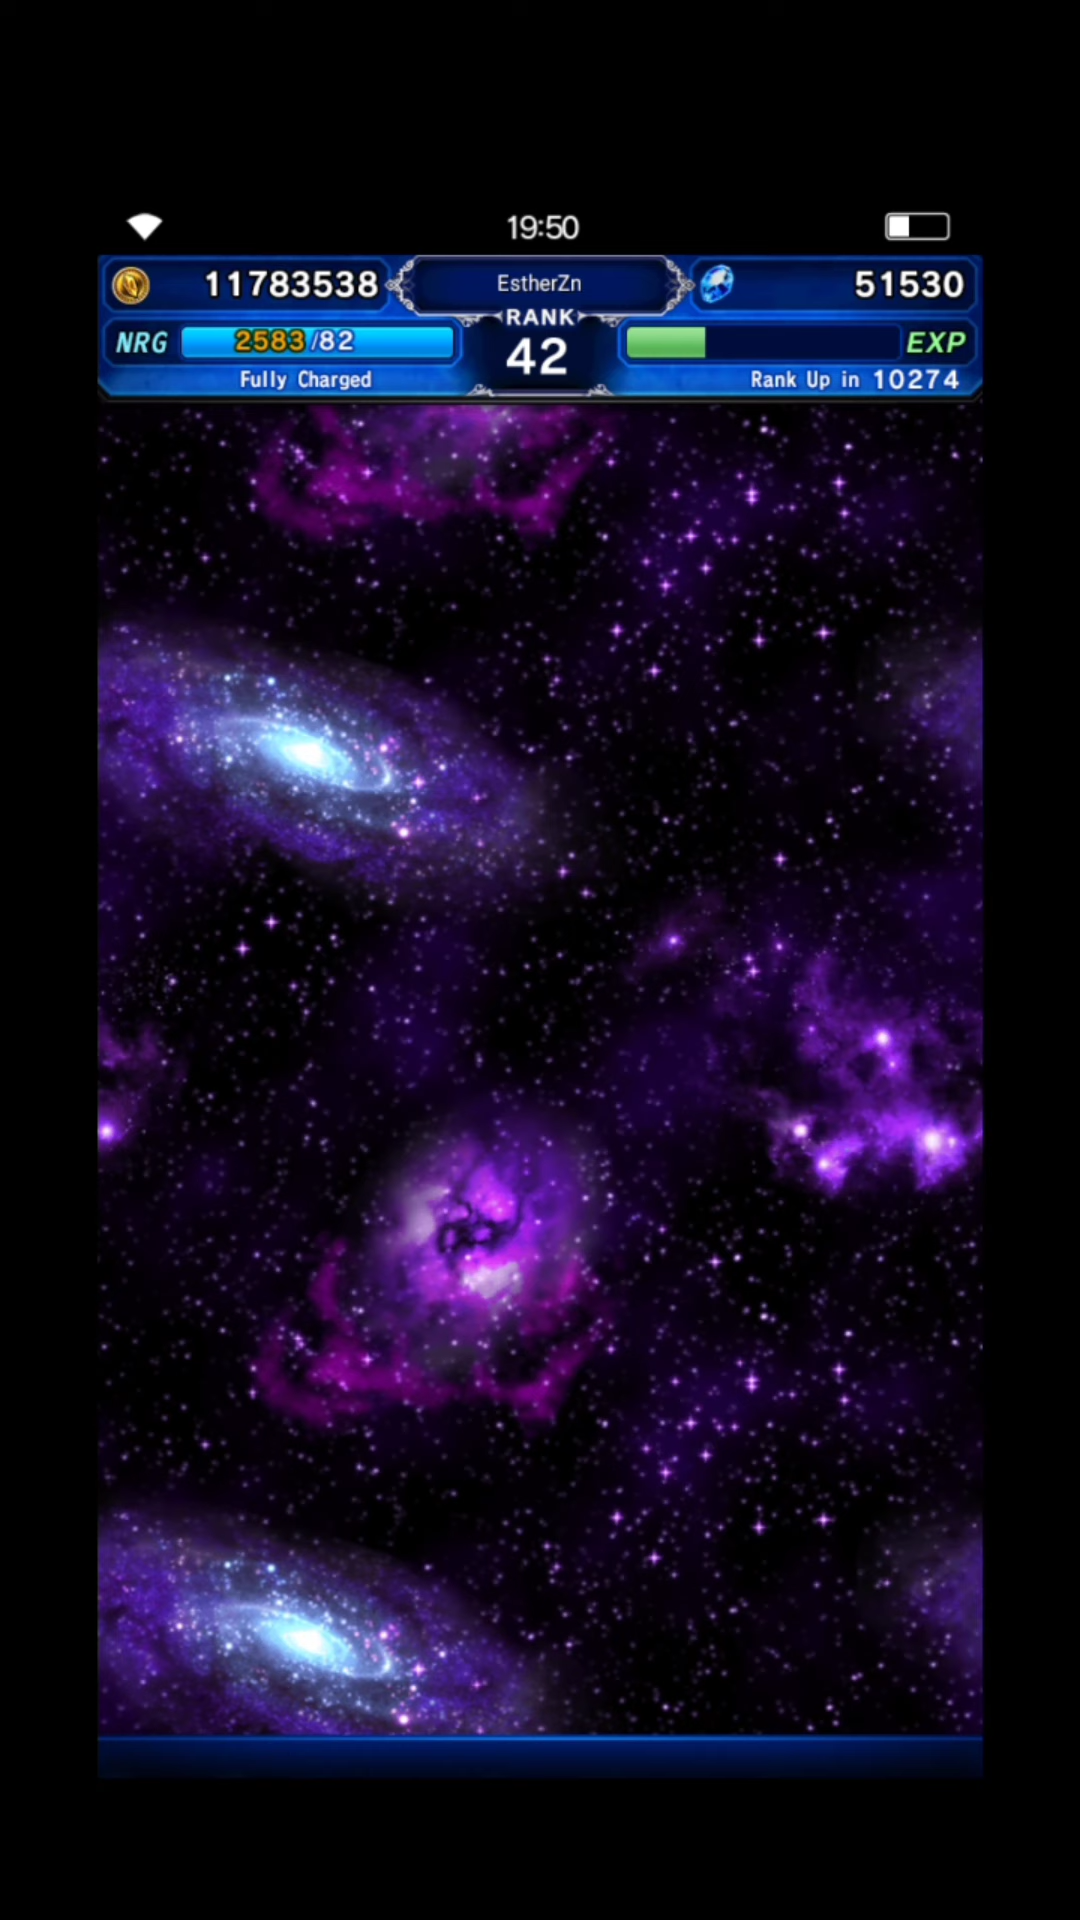 19:50
11783538
EstherZn
51530
NRG 2583/82
RANK
42
EXP
Fully Charged
Rank Up in 10274